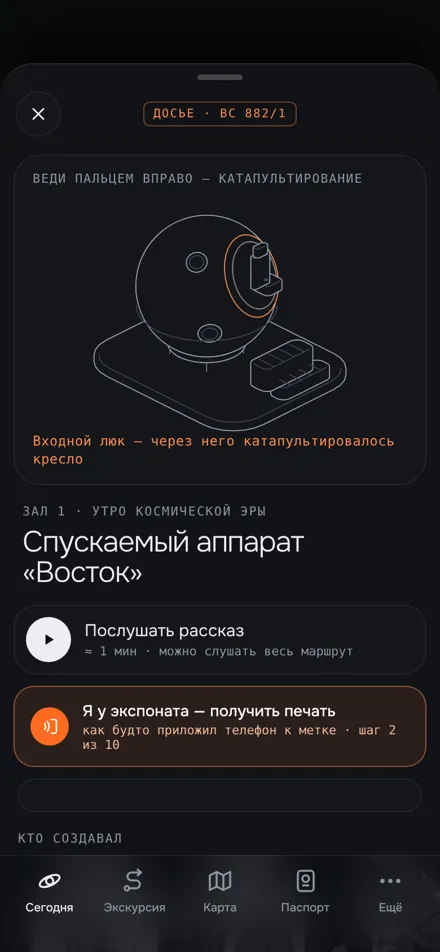 ДОСЬЕ · ВС 882/1
ВЕДИ ПАЛЬЦЕМ ВПРАВО — КАТАПУЛЬТИРОВАНИЕ
Входной люк — через него катапультировалось
кресло
ЗАЛ 1 · УТРО КОСМИЧЕСКОЙ ЭРЫ
Спускаемый аппарат
«Восток»
Послушать рассказ
≈ 1 мин · можно слушать весь маршрут
Я у экспоната — получить печать
как будто приложил телефон к метке · шаг 2
из 10
КТО СОЗДАВАЛ
Сегодня
Экскурсия
Карта
Паспорт
Ещё